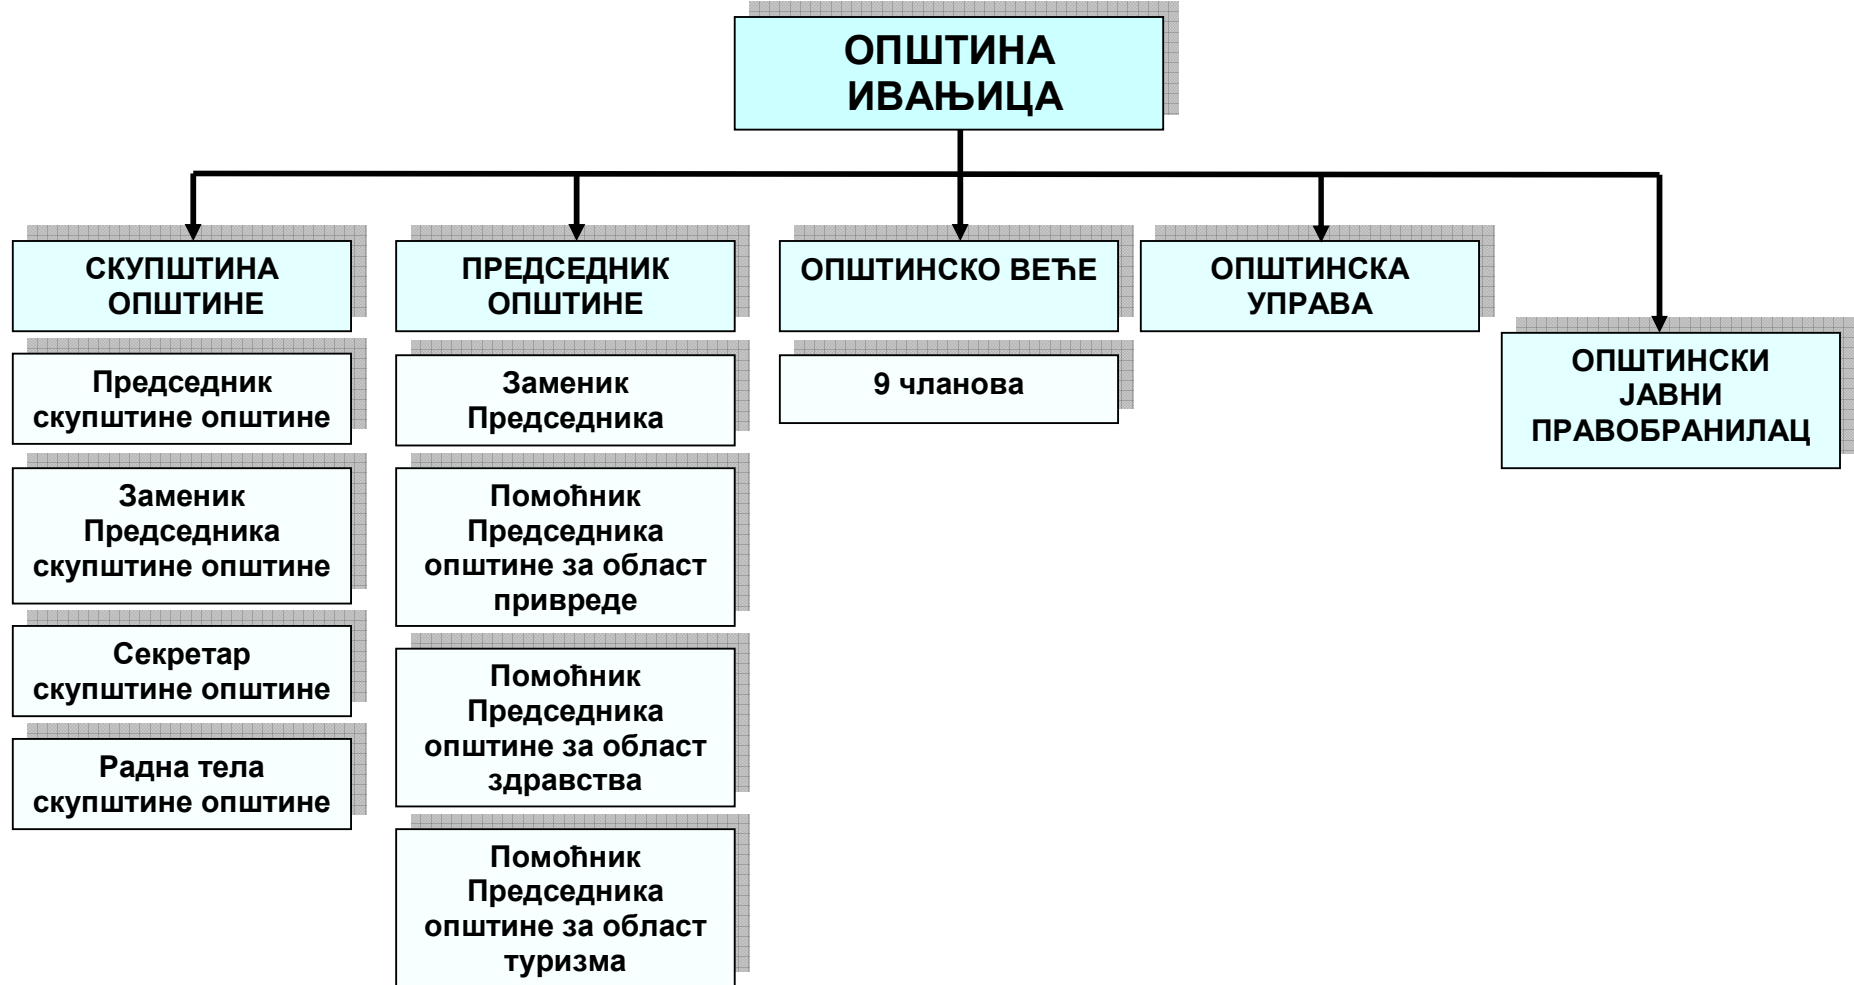 ОПШТИНА
ИВАЊИЦА
СКУПШТИНА
ОПШТИНЕ
Председник
скупштине општине
Заменик
Председника
скупштине општине
Секретар
скупштине општине
Радна тела
скупштине општине
ПРЕДСЕДНИК
ОПШТИНЕ
Заменик
Председника
Помоћник
Председника
општине за област
привреде
Помоћник
Председника
општине за област
здравства
Помоћник
Председника
општине за област
туризма
ОПШТИНСКО ВЕЋЕ
9 чланова
ОПШТИНСКА
УПРАВА
ОПШТИНСКИ
ЈАВНИ
ПРАВОБРАНИЛАЦ